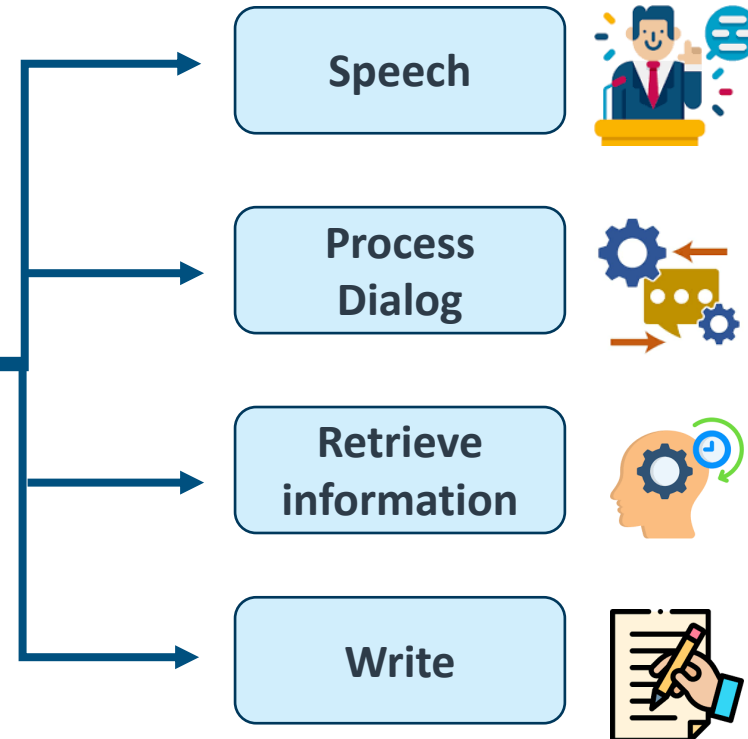 Speech
Process
Dialog
Retrieve
information
Write